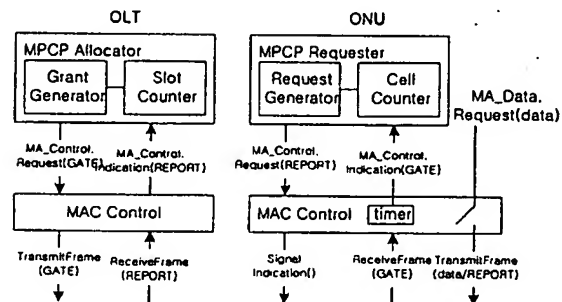 OLT
ONU
MPCP Allocator
Grant
Generator
Slot
Counter
MPCP Requester
Request
Generator
Cell
Counter
MA_Data.
Request(data)
MA_Control.
Request(GATE)
MA_Control.
Indication(REPORT)
MA_Control.
Request(REPORT)
MA_Control.
Indication(GATE)
MAC Control
MAC Control
timer
TransmitFrame
(GATE)
ReceiveFrame
(REPORT)
Signal
Indication()
ReceiveFrame
(GATE)
TransmitFrame
(data/REPORT)